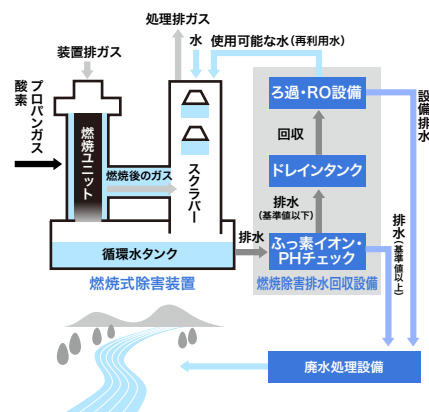 処理排ガス
水
使用可能な水(再利用水)
装置排ガス
プロパンガス
酸素
燃焼ユニット
燃焼後のガス
スクラバー
ろ過・RO設備
設備排水
回収
ドレインタンク
排水
(基準値以下)
排水
ふっ素イオン・
PHチェック
排水(基準値以上)
循環水タンク
燃焼式除害装置
燃焼除害排水回収設備
廃水処理設備